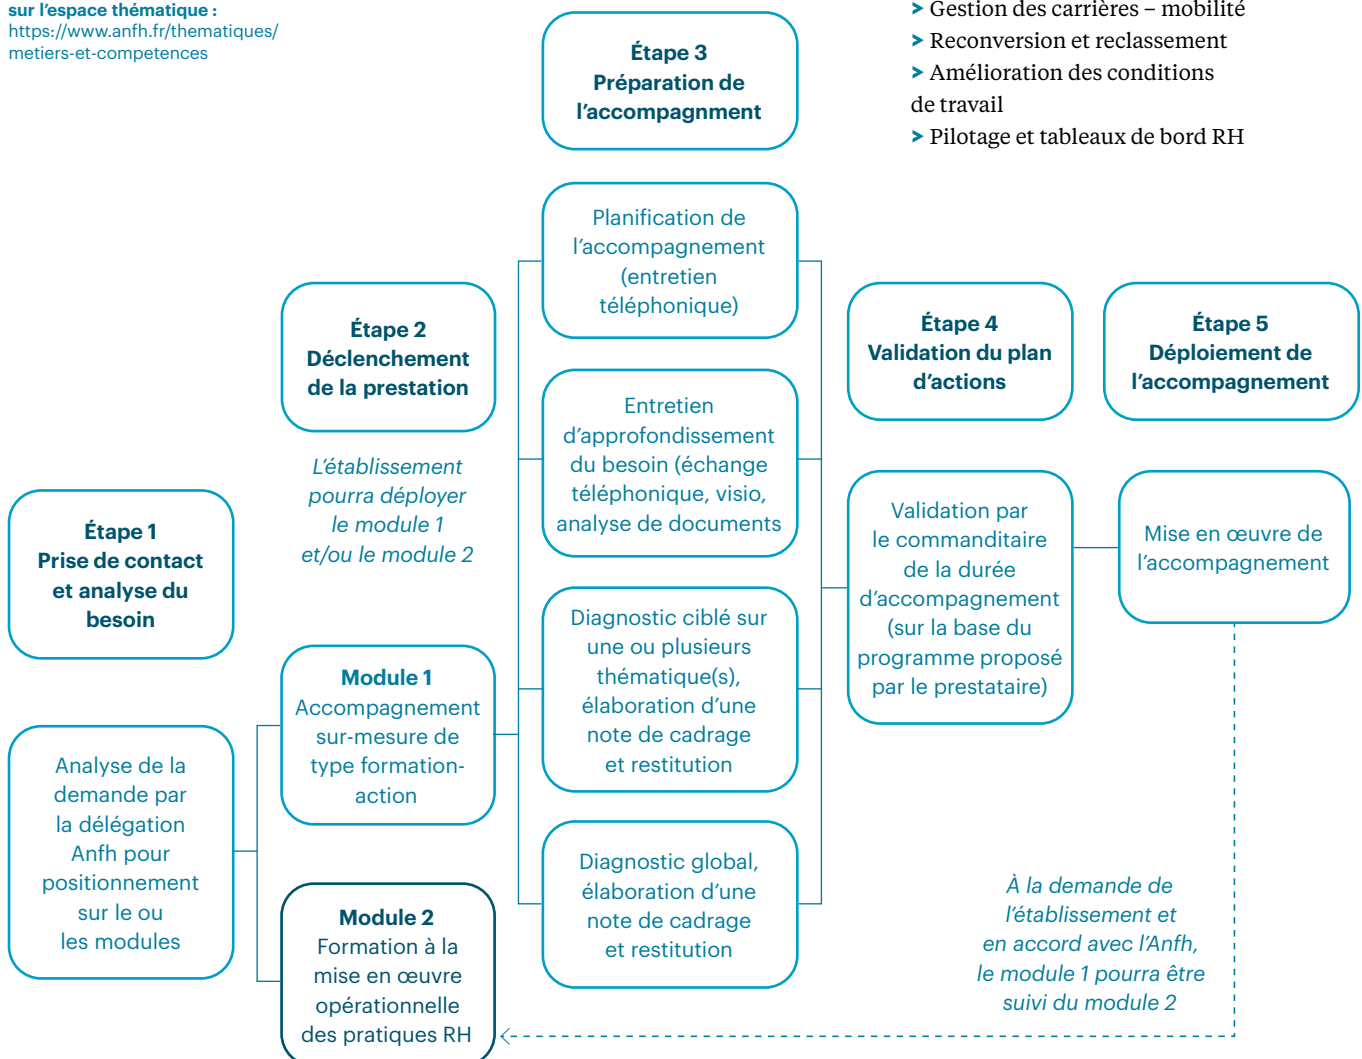 sur l’espace thématique :
https://www.anfh.fr/thematiques/
metiers-et-competences
> Gestion des carrières – mobilité
> Reconversion et reclassement
> Amélioration des conditions
de travail
> Pilotage et tableaux de bord RH
Étape 1
Prise de contact
et analyse du
besoin
Analyse de la
demande par
la délégation
Anfh pour
positionnement
sur le ou
les modules
Étape 2
Déclenchement
de la prestation
L’établissement
pourra déployer
le module 1
et/ou le module 2
Module 1
Accompagnement
sur-mesure de
type formation-
action
Module 2
Formation à la
mise en œuvre
opérationnelle
des pratiques RH
Étape 3
Préparation de
l’accompagnment
Planification de
l’accompagnement
(entretien
téléphonique)
Entretien
d’approfondissement
du besoin (échange
téléphonique, visio,
analyse de documents
Diagnostic ciblé sur
une ou plusieurs
thématique(s),
élaboration d’une
note de cadrage
et restitution
Diagnostic global,
élaboration d’une
note de cadrage
et restitution
Étape 4
Validation du plan
d’actions
Validation par
le commanditaire
de la durée
d’accompagnement
(sur la base du
programme proposé
par le prestataire)
Étape 5
Déploiement de
l’accompagnement
Mise en œuvre de
l’accompagnement
À la demande de
l’établissement et
en accord avec l’Anfh,
le module 1 pourra être
suivi du module 2